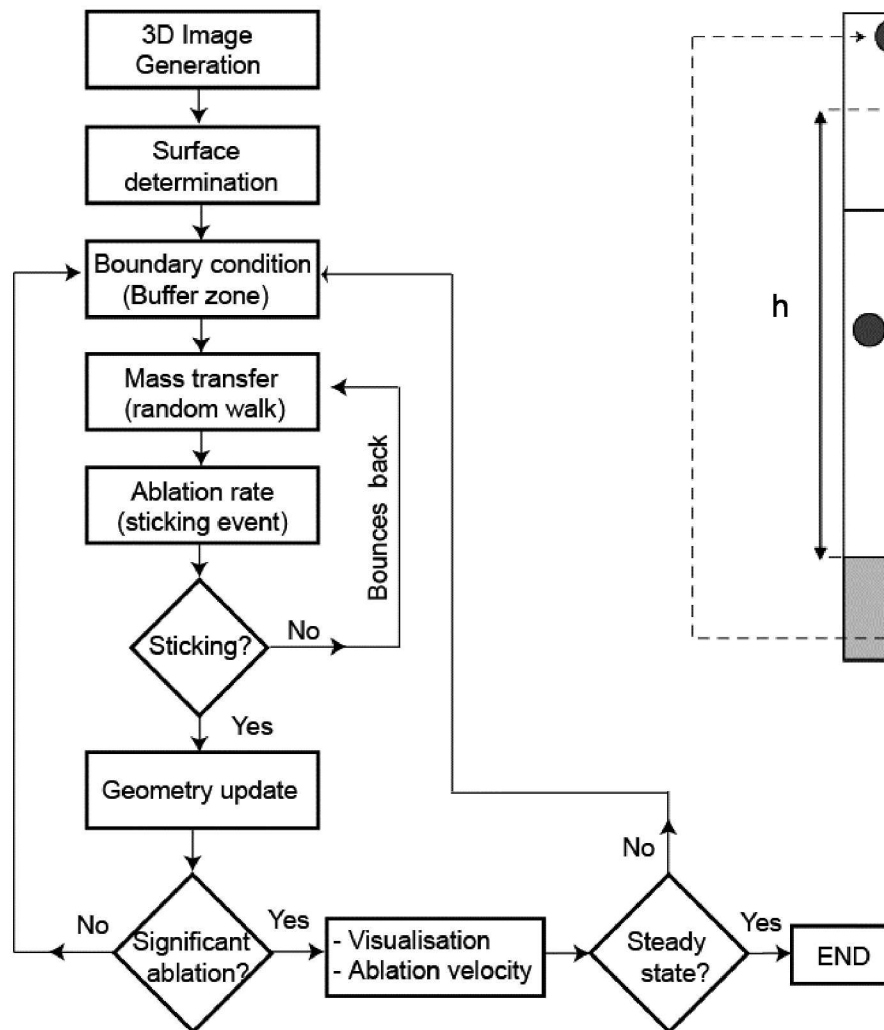 3D Image
Generation
Surface
determination
Boundary condition
(Buffer zone)
Mass transfer
(random walk)
Ablation rate
(sticking event)
Bounces back
Sticking?
No
Yes
Geometry update
Significant
ablation?
No
Yes
- Visualisation
- Ablation velocity
Steady
state?
No
Yes
END
h